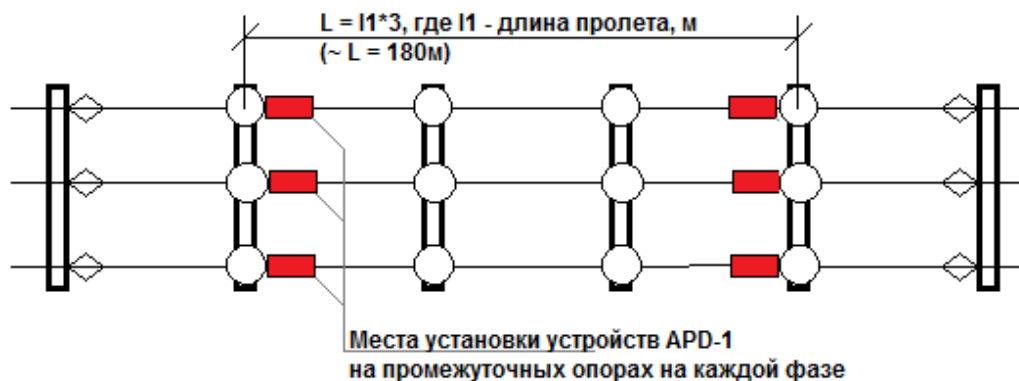 L = l1*3, где l1 - длина пролета, м
(~ L = 180м)
Места установки устройств APD-1
на промежуточных опорах на каждой фазе